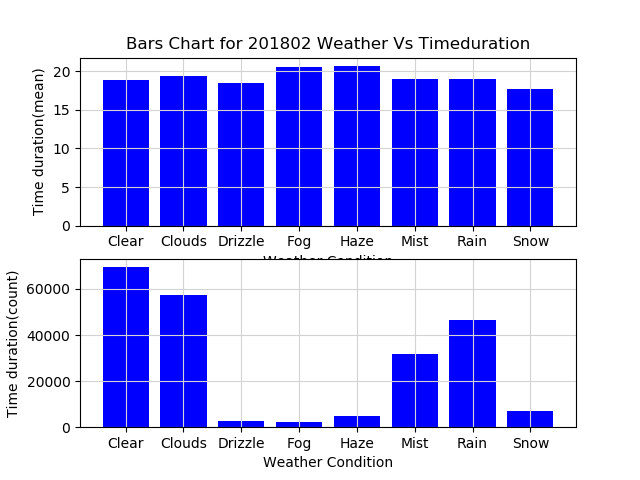 Bars Chart for 201802 Weather Vs Timeduration
Time duration(mean)
20
15
10
5
0
Clear Clouds Drizzle Fog Haze Mist Rain Snow
Weather Condition
Time duration(count)
60000
40000
20000
0
Clear Clouds Drizzle Fog Haze Mist Rain Snow
Weather Condition